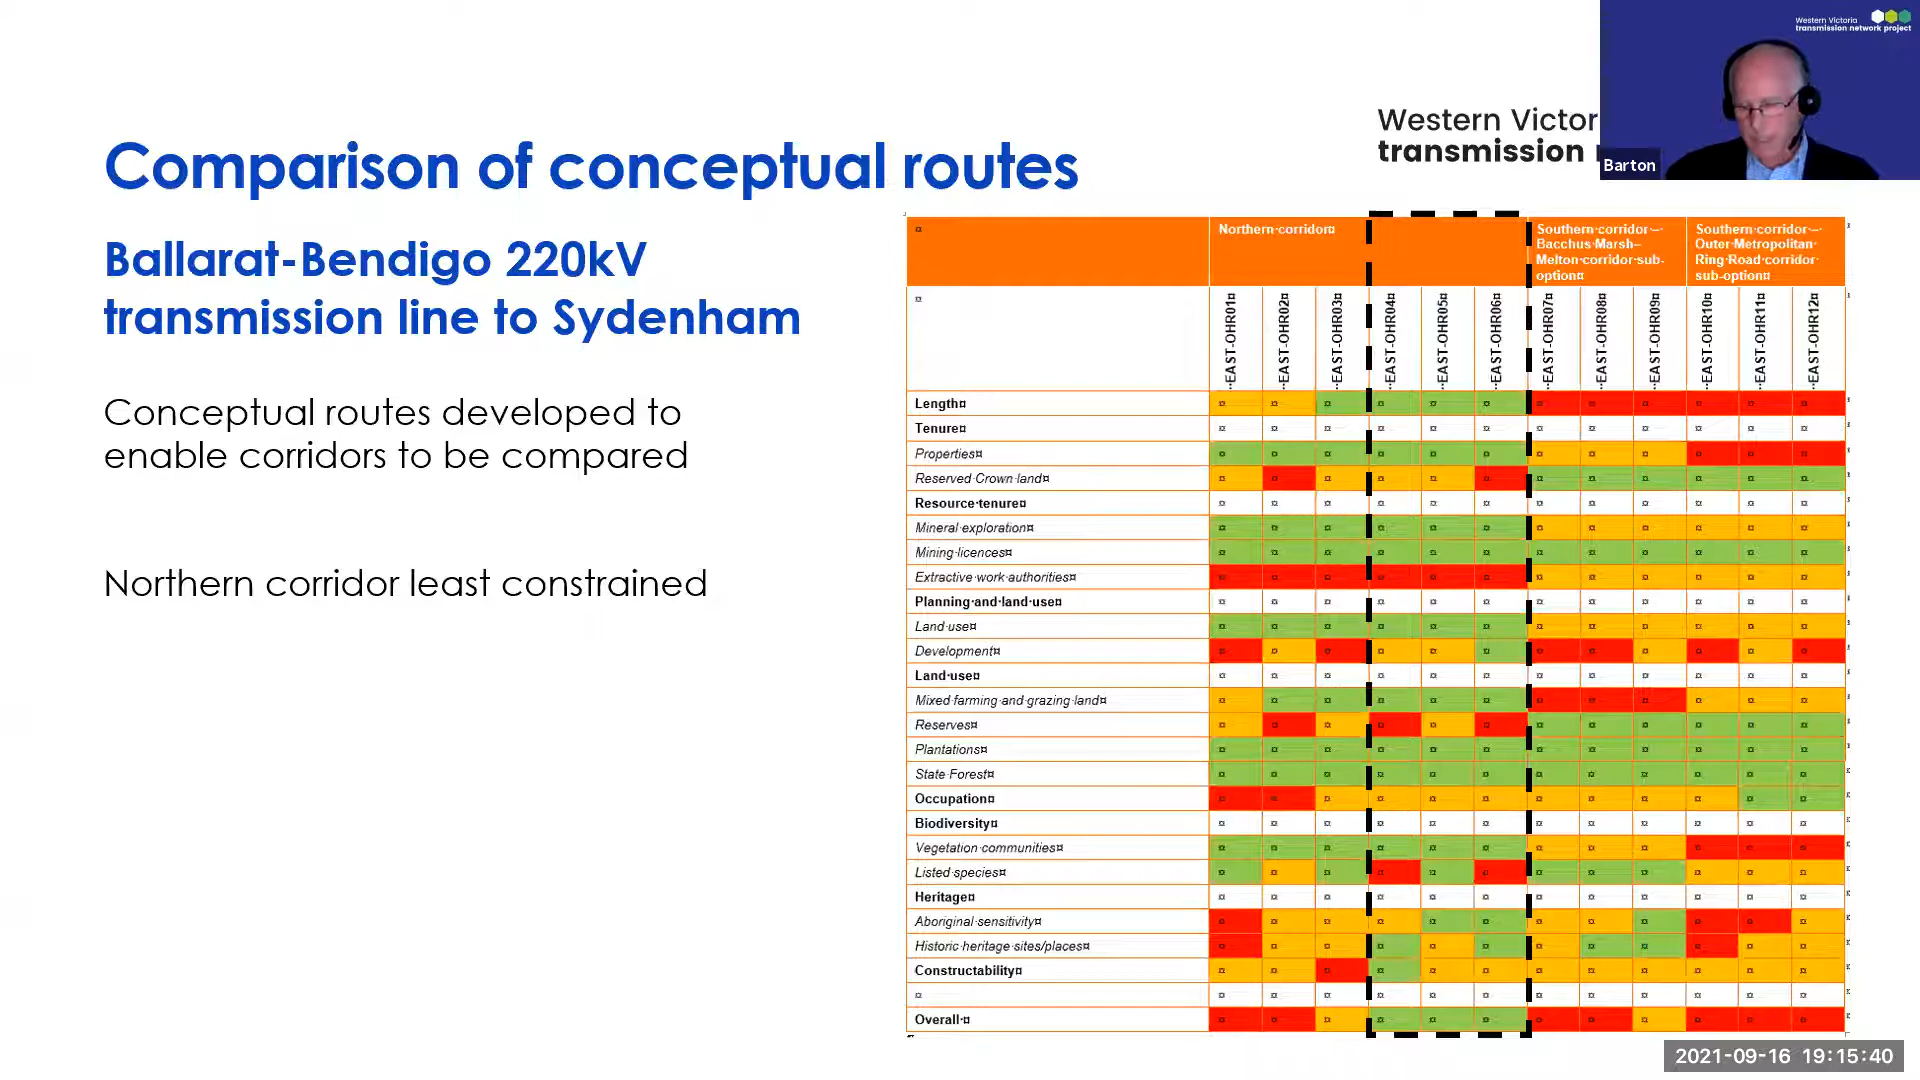 Western Victoria
transmission network project
Western Victor
transmission
Barton
Comparison of conceptual routes
Ballarat-Bendigo 220kV
transmission line to Sydenham
Conceptual routes developed to
enable corridors to be compared
Northern corridor least constrained
Northern·corridor¤
Southern·corridor·–·
Bacchus·Marsh–
Melton·corridor·sub-
option¤
Southern·corridor·–·
Outer·Metropolitan·
Ring·Road·corridor·
sub-option¤
··EAST-OHR01¤
··EAST-OHR02¤
··EAST-OHR03¤
··EAST-OHR04¤
··EAST-OHR05¤
··EAST-OHR06¤
··EAST-OHR07¤
··EAST-OHR08¤
··EAST-OHR09¤
··EAST-OHR10¤
··EAST-OHR11¤
··EAST-OHR12¤
Length¤
Tenure¤
Properties¤
Reserved·Crown·land¤
Resource·tenure¤
Mineral·exploration¤
Mining·licences¤
Extractive·work·authorities¤
Planning·and·land·use¤
Land·use¤
Development¤
Land·use¤
Mixed·farming·and·grazing·land¤
Reserves¤
Plantations¤
State·Forest¤
Occupation¤
Biodiversity¤
Vegetation·communities¤
Listed·species¤
Heritage¤
Aboriginal·sensitivity¤
Historic·heritage·sites/places¤
Constructability¤
Overall·¤
2021-09-16 19:15:40